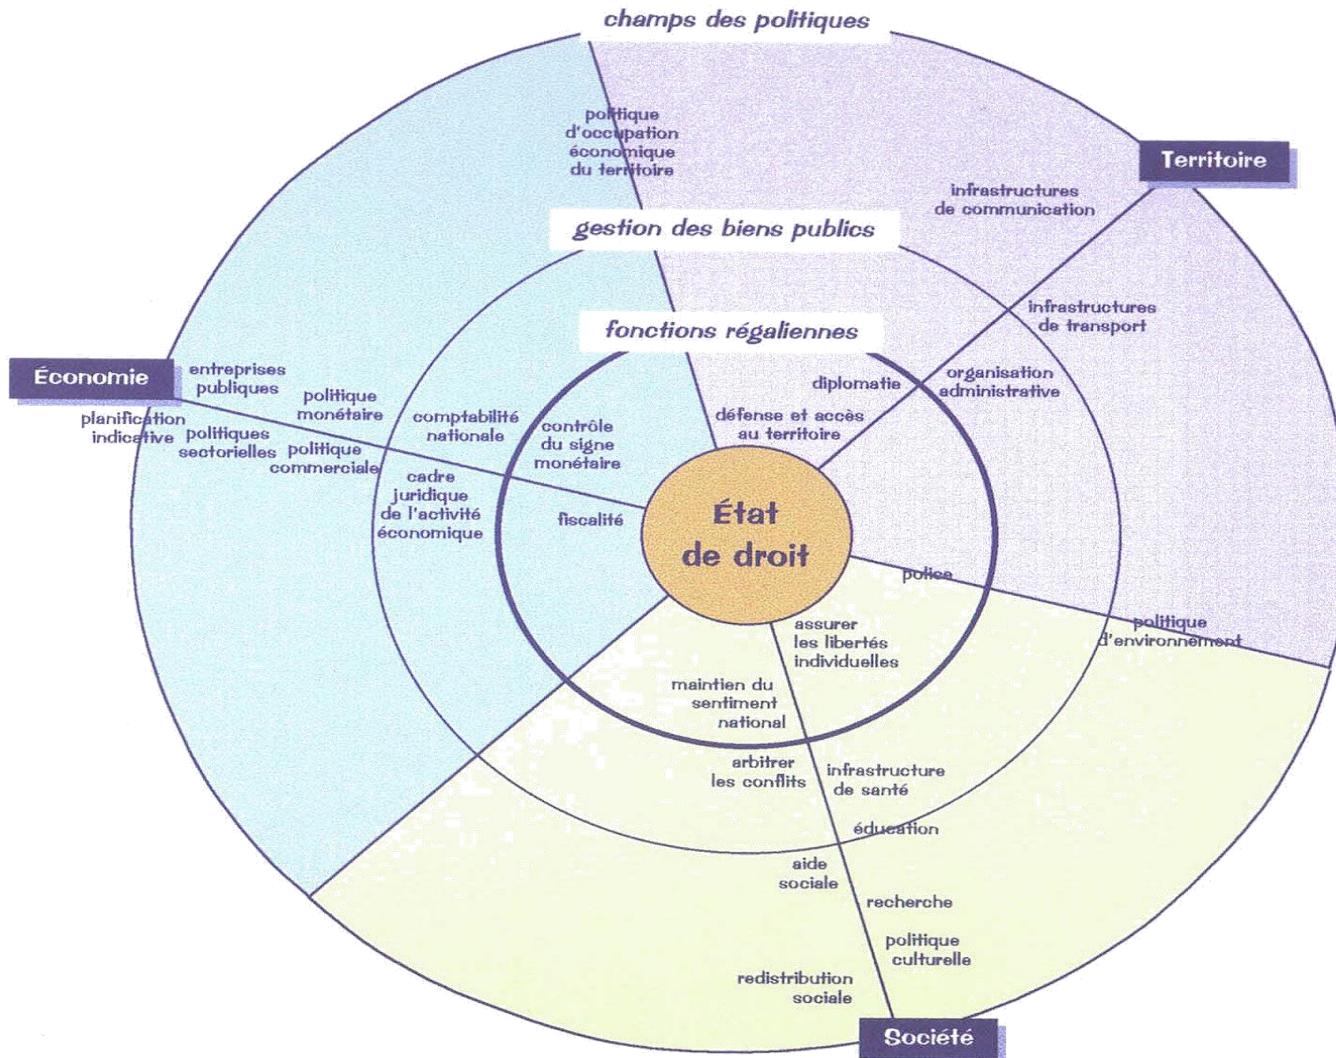 champs des politiques
politique
d'occupation
économique
du territoire
Territoire
infrastructures
de communication
gestion des biens publics
infrastructures
de transport
fonctions régaliennes
Économie
entreprises
publiques
politique
monétaire
planification
indicative
politiques
sectorielles
politique
commerciale
comptabilité
nationale
contrôle
du signe
monétaire
cadre
juridique
de l'activité
économique
fiscalité
diplomatie
défense et accès
au territoire
organisation
administrative
État
de droit
police
politique
d'environnement
assurer
les libertés
individuelles
maintien du
sentiment
national
arbitrer
les conflits
infrastructure
de santé
éducation
aide
sociale
recherche
politique
culturelle
redistribution
sociale
Société